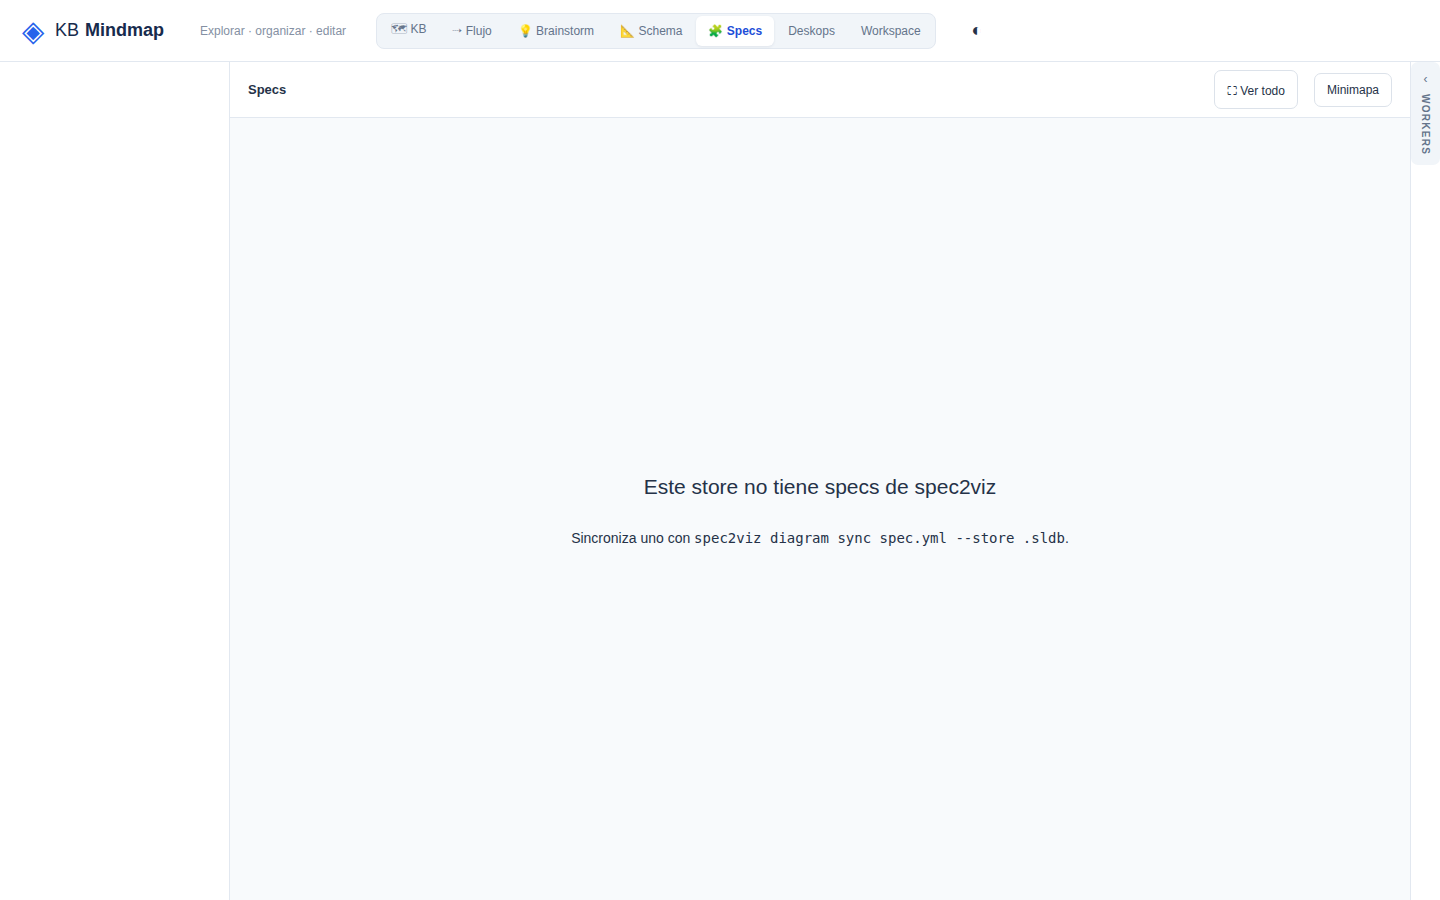 KB Mindmap
Explorar · organizar · editar
🗺 KB
→ Flujo
💡 Brainstorm
📐 Schema
🧩 Specs
Deskops
Workspace
Specs
⛶ Ver todo
Minimapa
‹
WORKERS
Este store no tiene specs de spec2viz
Sincroniza uno con spec2viz diagram sync spec.yml --store .sldb.